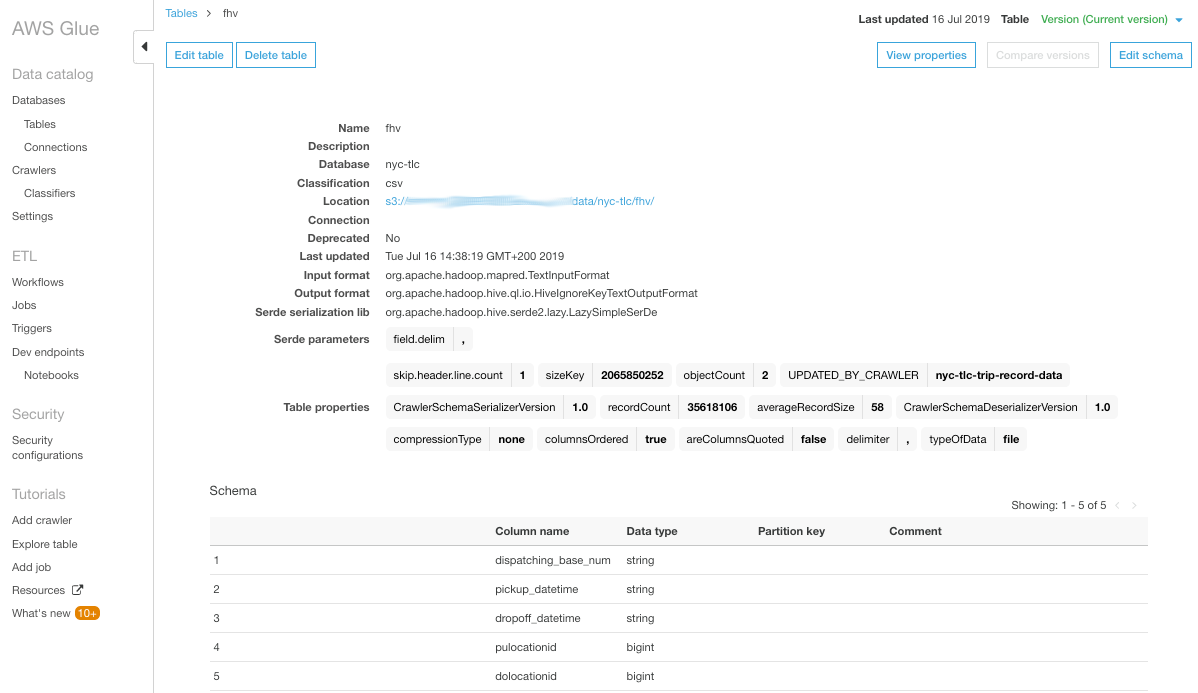 AWS Glue
Data catalog
Databases
Tables
Connections
Crawlers
Classifiers
Settings
ETL
Workflows
Jobs
Triggers
Dev endpoints
Notebooks
Security
Security
configurations
Tutorials
Add crawler
Explore table
Add job
Resources
What's new 10+
Tables > fhv
Last updated 16 Jul 2019 Table Version (Current version)
Edit table Delete table View properties Compare versions Edit schema
Name fhv
Description
Database nyc-tlc
Classification csv
Location s3:// data/nyc-tlc/fhv/
Connection
Deprecated No
Last updated Tue Jul 16 14:38:19 GMT+200 2019
Input format org.apache.hadoop.mapred.TextInputFormat
Output format org.apache.hadoop.hive.ql.io.HiveIgnoreKeyTextOutputFormat
Serde serialization lib org.apache.hadoop.hive.serde2.lazy.LazySimpleSerDe
Serde parameters field.delim ,
skip.header.line.count 1 sizeKey 2065850252 objectCount 2 UPDATED_BY_CRAWLER nyc-tlc-trip-record-data
Table properties CrawlerSchemaSerializerVersion 1.0 recordCount 35618106 averageRecordSize 58 CrawlerSchemaDeserializerVersion 1.0
compressionType none columnsOrdered true areColumnsQuoted false delimiter , typeOfData file
Schema
Showing: 1 - 5 of 5 < >
Column name Data type Partition key Comment
1 dispatching_base_num string
2 pickup_datetime string
3 dropoff_datetime string
4 pulocationid bigint
5 dolocationid bigint